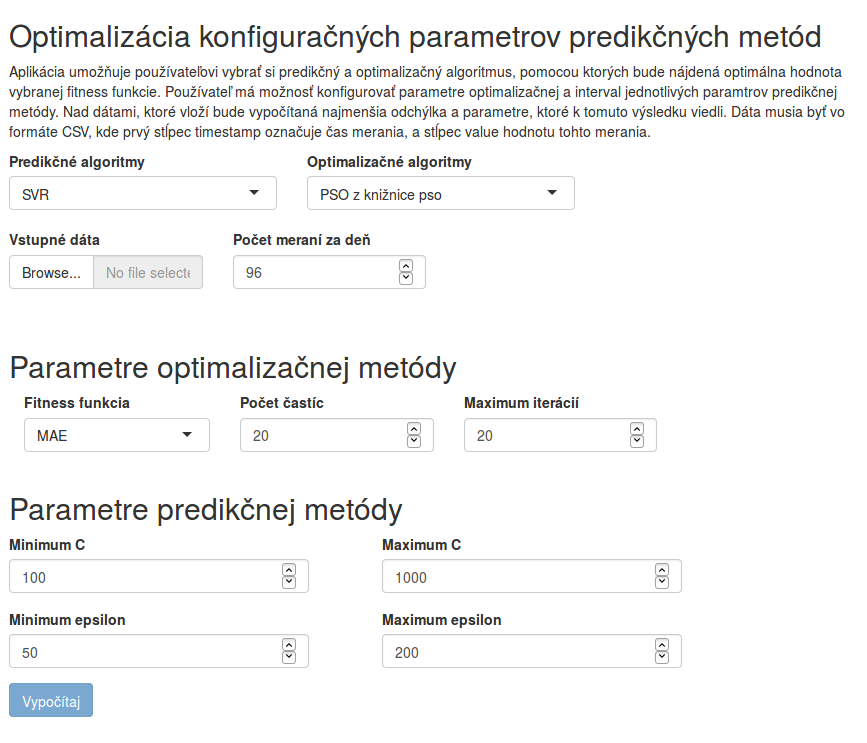 Optimalizácia konfiguračných parametrov predikčných metód
Aplikácia umožňuje používateľovi vybrať si predikčný a optimalizačný algoritmus, pomocou ktorých bude nájdená optimálna hodnota
vybranej fitness funkcie. Používateľ má možnosť konfigurovať parametre optimalizačnej a interval jednotlivých paramtrov predikčnej
metódy. Nad dátami, ktoré vloží bude vypočítaná najmenšia odchýlka a parametre, ktoré k tomuto výsledku viedli. Dáta musia byť vo
formáte CSV, kde prvý stĺpec timestamp označuje čas merania, a stĺpec value hodnotu tohto merania.
Predikčné algoritmy Optimalizačné algoritmy
SVR PSO z knižnice pso
Vstupné dáta Počet meraní za deň
Browse... No file selecte 96
Parametre optimalizačnej metódy
Fitness funkcia Počet častíc Maximum iterácií
MAE 20 20
Parametre predikčnej metódy
Minimum C Maximum C
100 1000
Minimum epsilon Maximum epsilon
50 200
Vypočítaj